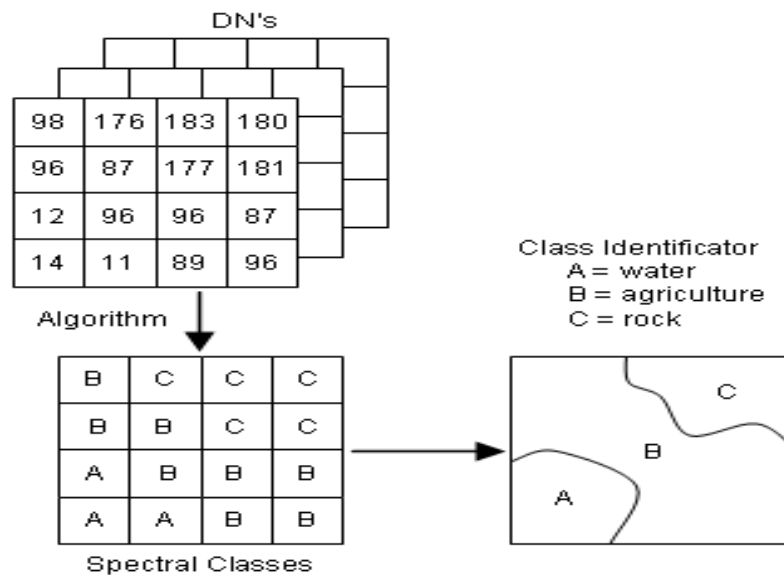 DN's
98 176 183 180
96 87 177 181
12 96 96 87
14 11 89 96
Algorithm
Class Identificator
A = water
B = agriculture
C = rock
B C C C
B B C C
A B B B
A A B B
Spectral Classes
C
B
A